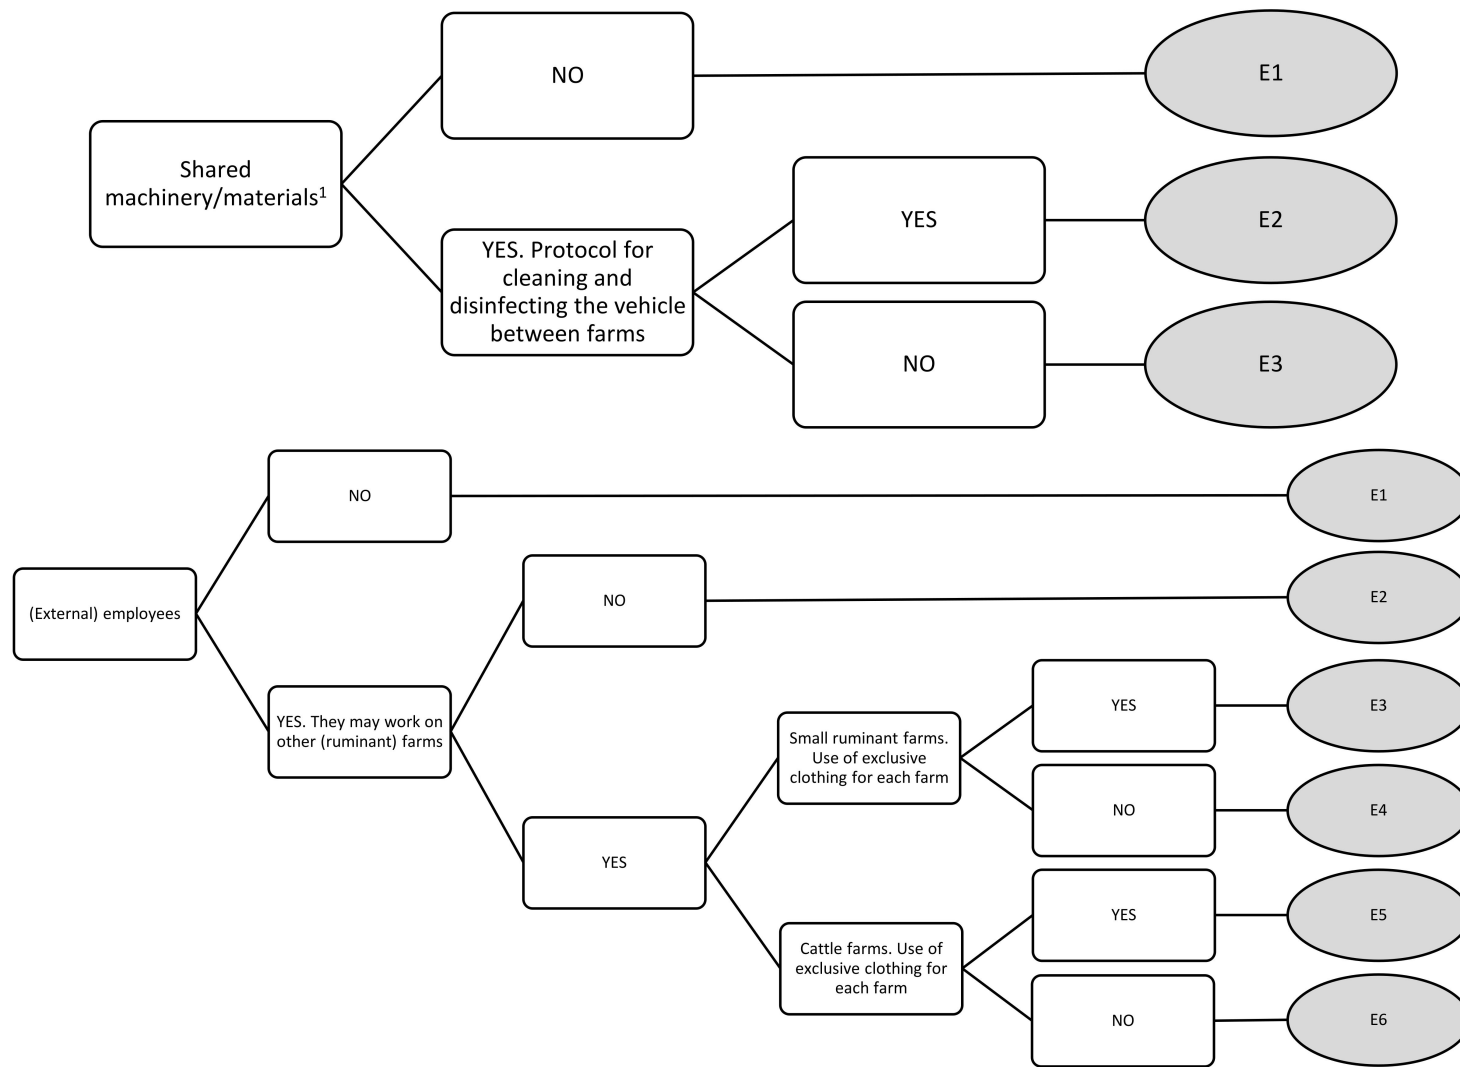 NO
E1
Shared
machinery/materials¹
YES
E2
YES. Protocol for
cleaning and
disinfecting the vehicle
between farms
NO
E3
NO
E1
(External) employees
NO
E2
YES. They may work on
other (ruminant) farms
YES
Small ruminant farms.
Use of exclusive
clothing for each farm
YES
E3
NO
E4
Cattle farms. Use of
exclusive clothing for
each farm
YES
E5
NO
E6